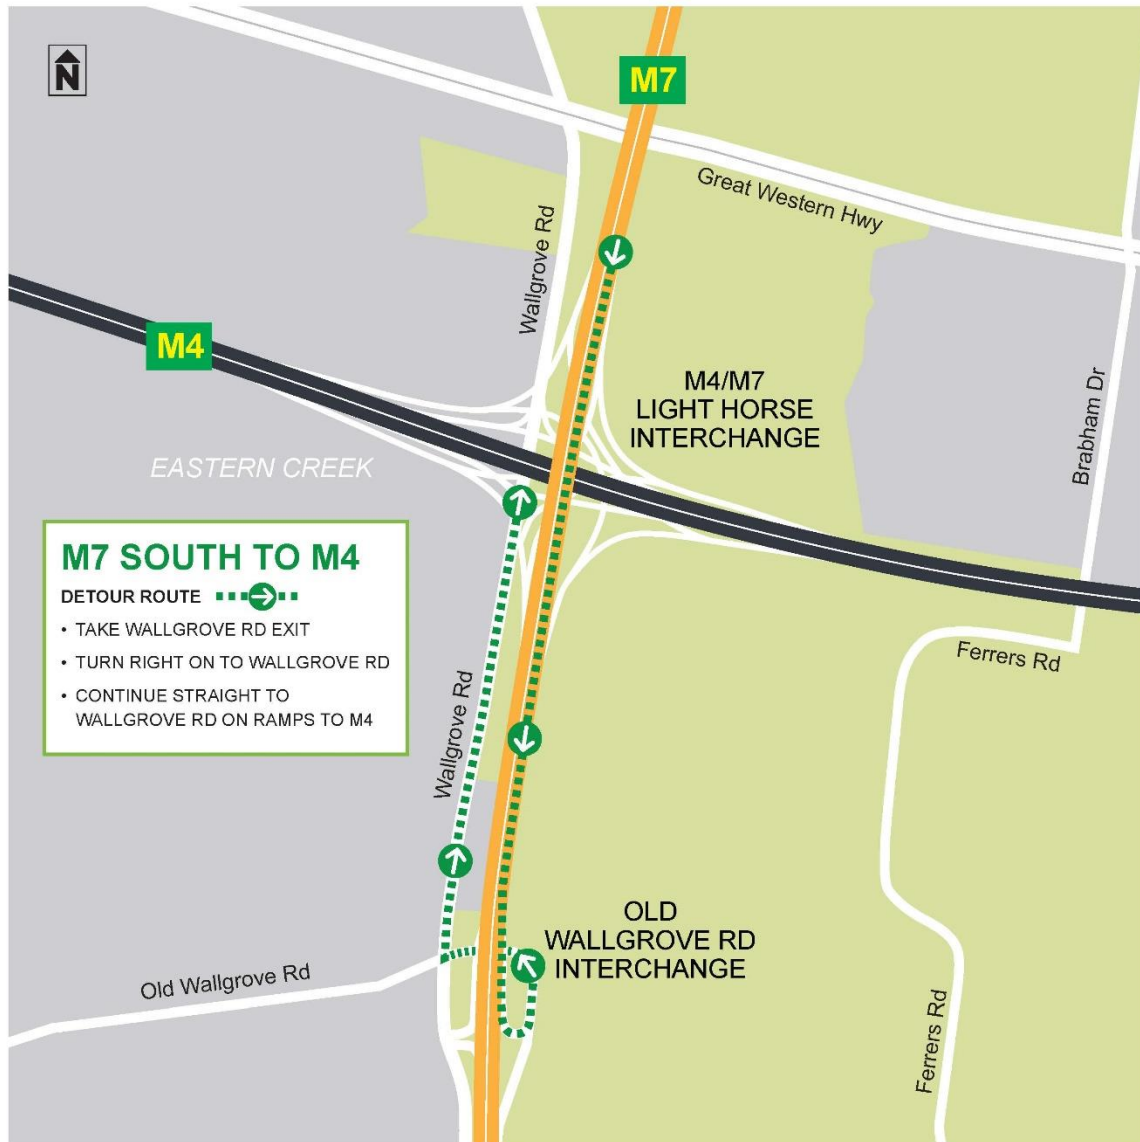 N
M7
Great Western Hwy
Wallgrove Rd
M4
M4/M7
LIGHT HORSE
INTERCHANGE
Brabham Dr
EASTERN CREEK
M7 SOUTH TO M4
DETOUR ROUTE
• TAKE WALLGROVE RD EXIT
• TURN RIGHT ON TO WALLGROVE RD
• CONTINUE STRAIGHT TO
WALLGROVE RD ON RAMPS TO M4
Ferrers Rd
Wallgrove Rd
OLD
WALLGROVE RD
INTERCHANGE
Old Wallgrove Rd
Ferrers Rd